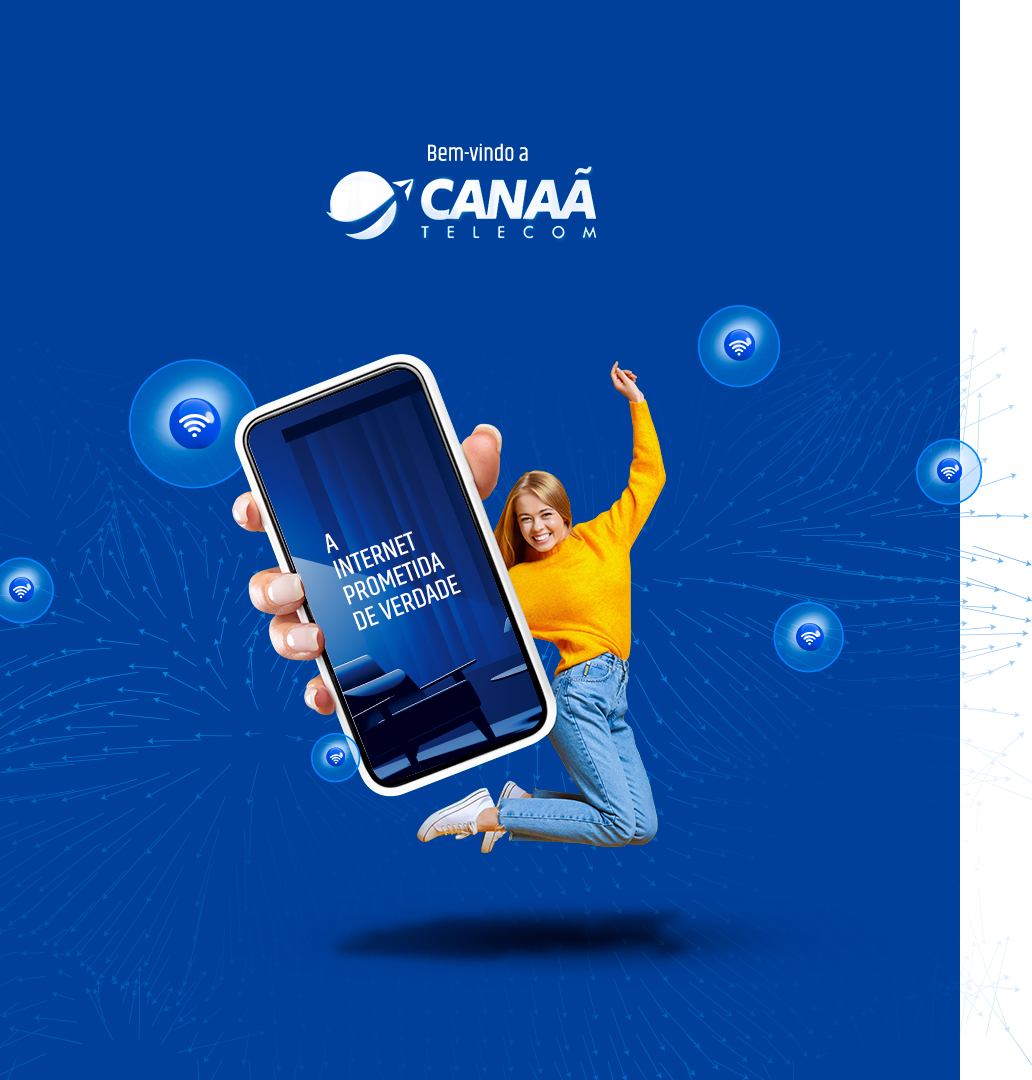 Bem-vindo a
CANAÃ
TELECOM
A
INTERNET
PROMETIDA
DE VERDADE